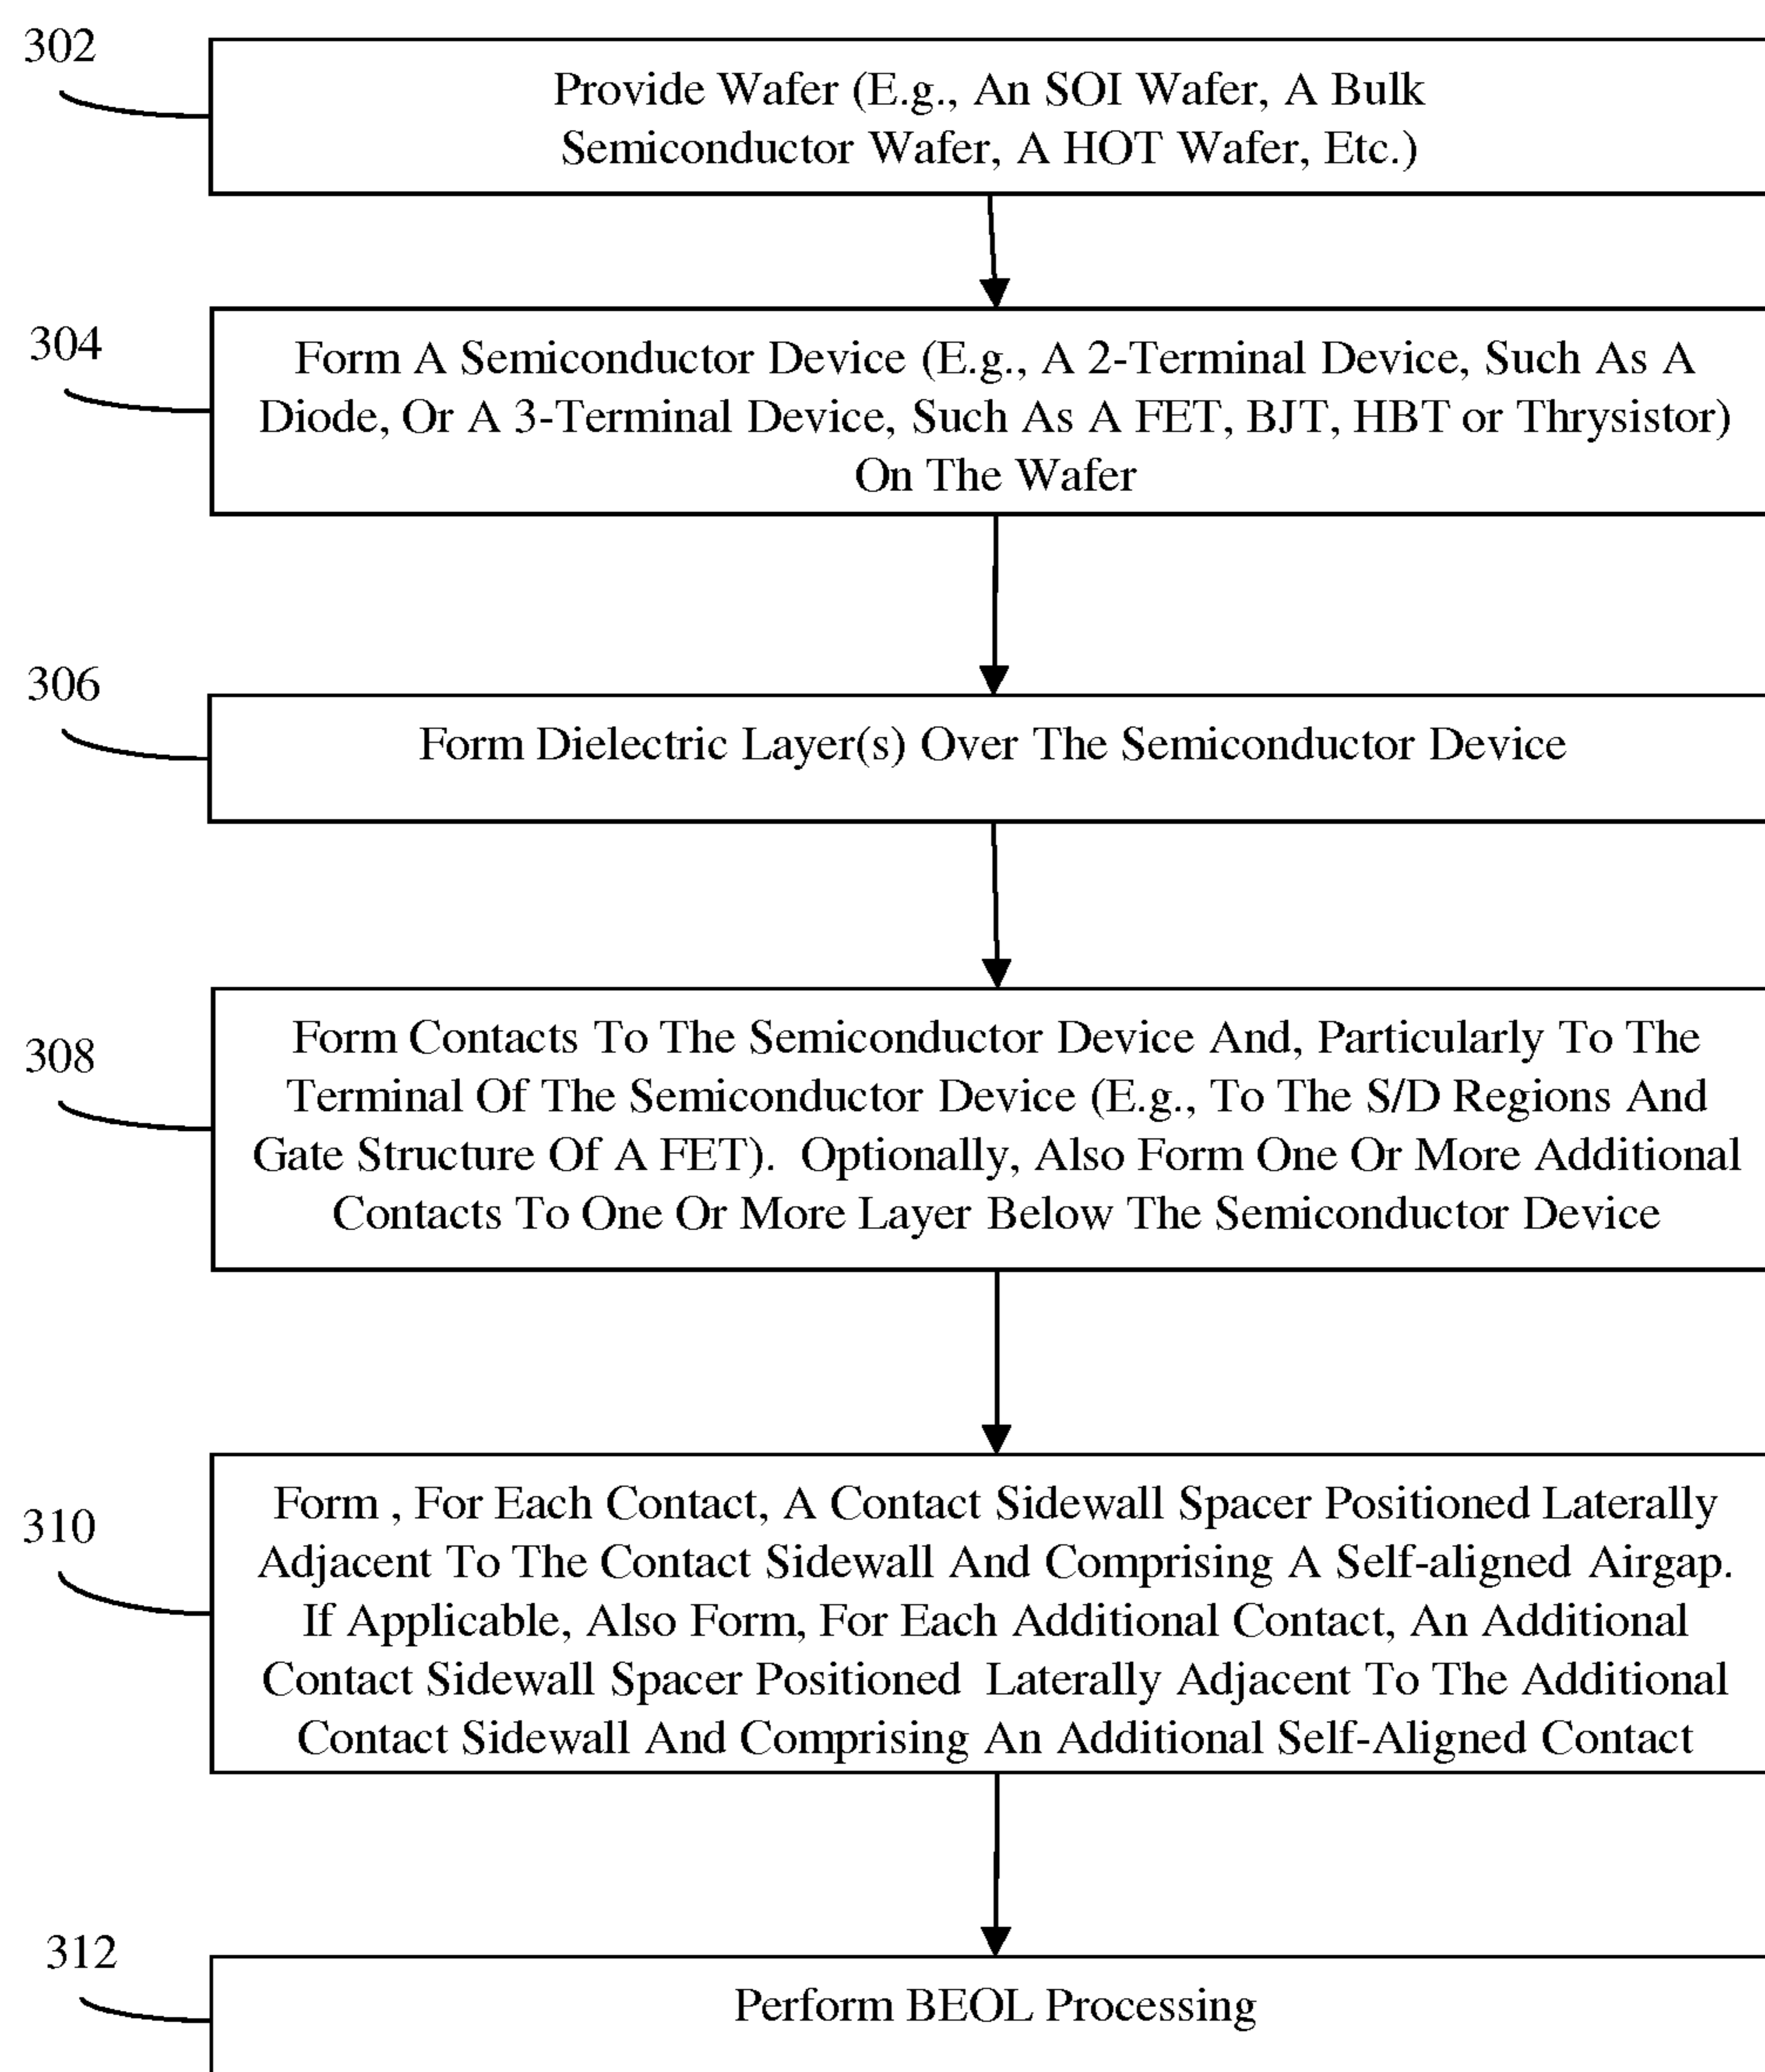 302
Provide Wafer (E.g., An SOI Wafer, A Bulk
Semiconductor Wafer, A HOT Wafer, Etc.)
304
Form A Semiconductor Device (E.g., A 2-Terminal Device, Such As A
Diode, Or A 3-Terminal Device, Such As A FET, BJT, HBT or Thrysistor)
On The Wafer
306
Form Dielectric Layer(s) Over The Semiconductor Device
308
Form Contacts To The Semiconductor Device And, Particularly To The
Terminal Of The Semiconductor Device (E.g., To The S/D Regions And
Gate Structure Of A FET).  Optionally, Also Form One Or More Additional
Contacts To One Or More Layer Below The Semiconductor Device
310
Form , For Each Contact, A Contact Sidewall Spacer Positioned Laterally
Adjacent To The Contact Sidewall And Comprising A Self-aligned Airgap.
If Applicable, Also Form, For Each Additional Contact, An Additional
Contact Sidewall Spacer Positioned  Laterally Adjacent To The Additional
Contact Sidewall And Comprising An Additional Self-Aligned Contact
312
Perform BEOL Processing